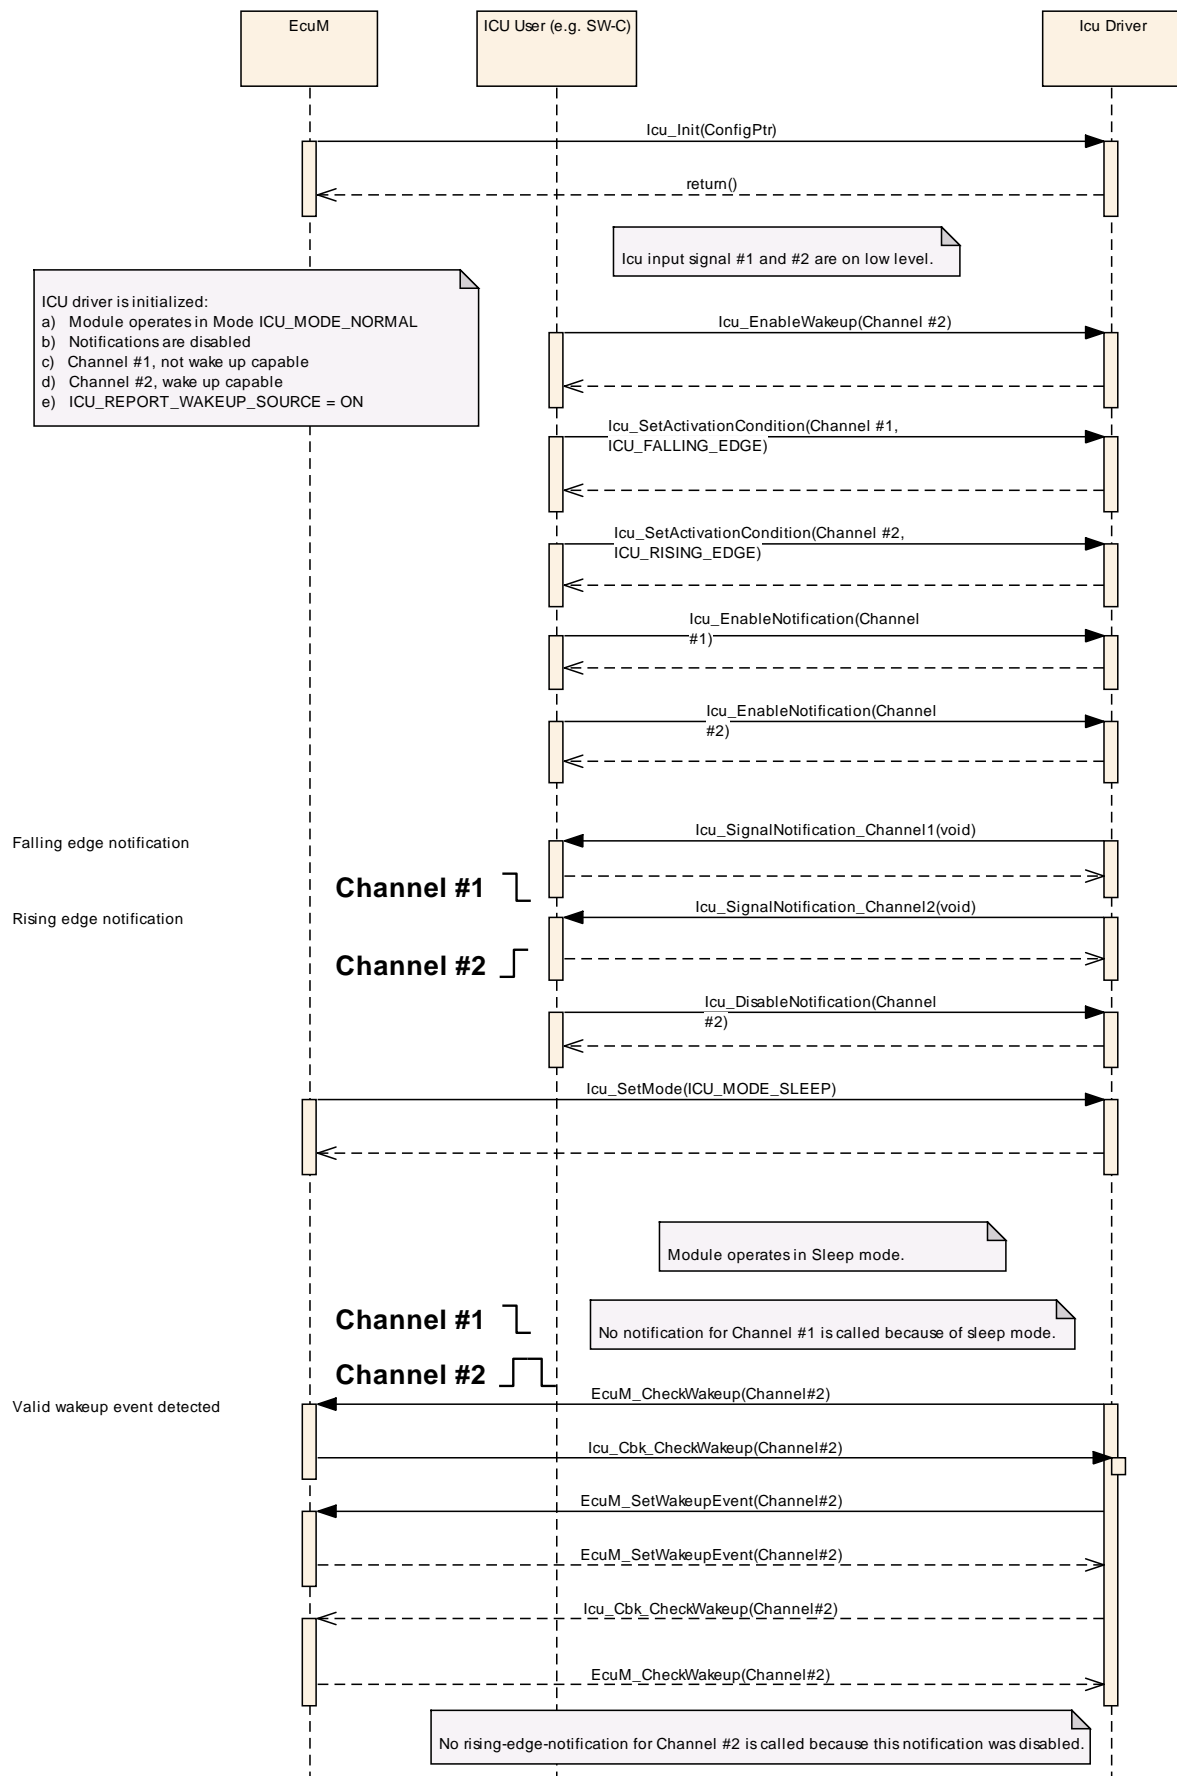 EcuM
ICU User (e.g. SW-C)
Icu Driver
Icu_Init(ConfigPtr)
return()
Icu input signal #1 and #2 are on low level.
ICU driver is initialized:
a) Module operates in Mode ICU_MODE_NORMAL
b) Notifications are disabled
c) Channel #1, not wake up capable
d) Channel #2, wake up capable
e) ICU_REPORT_WAKEUP_SOURCE = ON
Icu_EnableWakeup(Channel #2)
Icu_SetActivationCondition(Channel #1,
ICU_FALLING_EDGE)
Icu_SetActivationCondition(Channel #2,
ICU_RISING_EDGE)
Icu_EnableNotification(Channel
#1)
Icu_EnableNotification(Channel
#2)
Icu_SignalNotification_Channel1(void)
Falling edge notification
Channel #1
Icu_SignalNotification_Channel2(void)
Rising edge notification
Channel #2
Icu_DisableNotification(Channel
#2)
Icu_SetMode(ICU_MODE_SLEEP)
Module operates in Sleep mode.
Channel #1
No notification for Channel #1 is called because of sleep mode.
Channel #2
EcuM_CheckWakeup(Channel#2)
Valid wakeup event detected
Icu_Cbk_CheckWakeup(Channel#2)
EcuM_SetWakeupEvent(Channel#2)
EcuM_SetWakeupEvent(Channel#2)
Icu_Cbk_CheckWakeup(Channel#2)
EcuM_CheckWakeup(Channel#2)
No rising-edge-notification for Channel #2 is called because this notification was disabled.